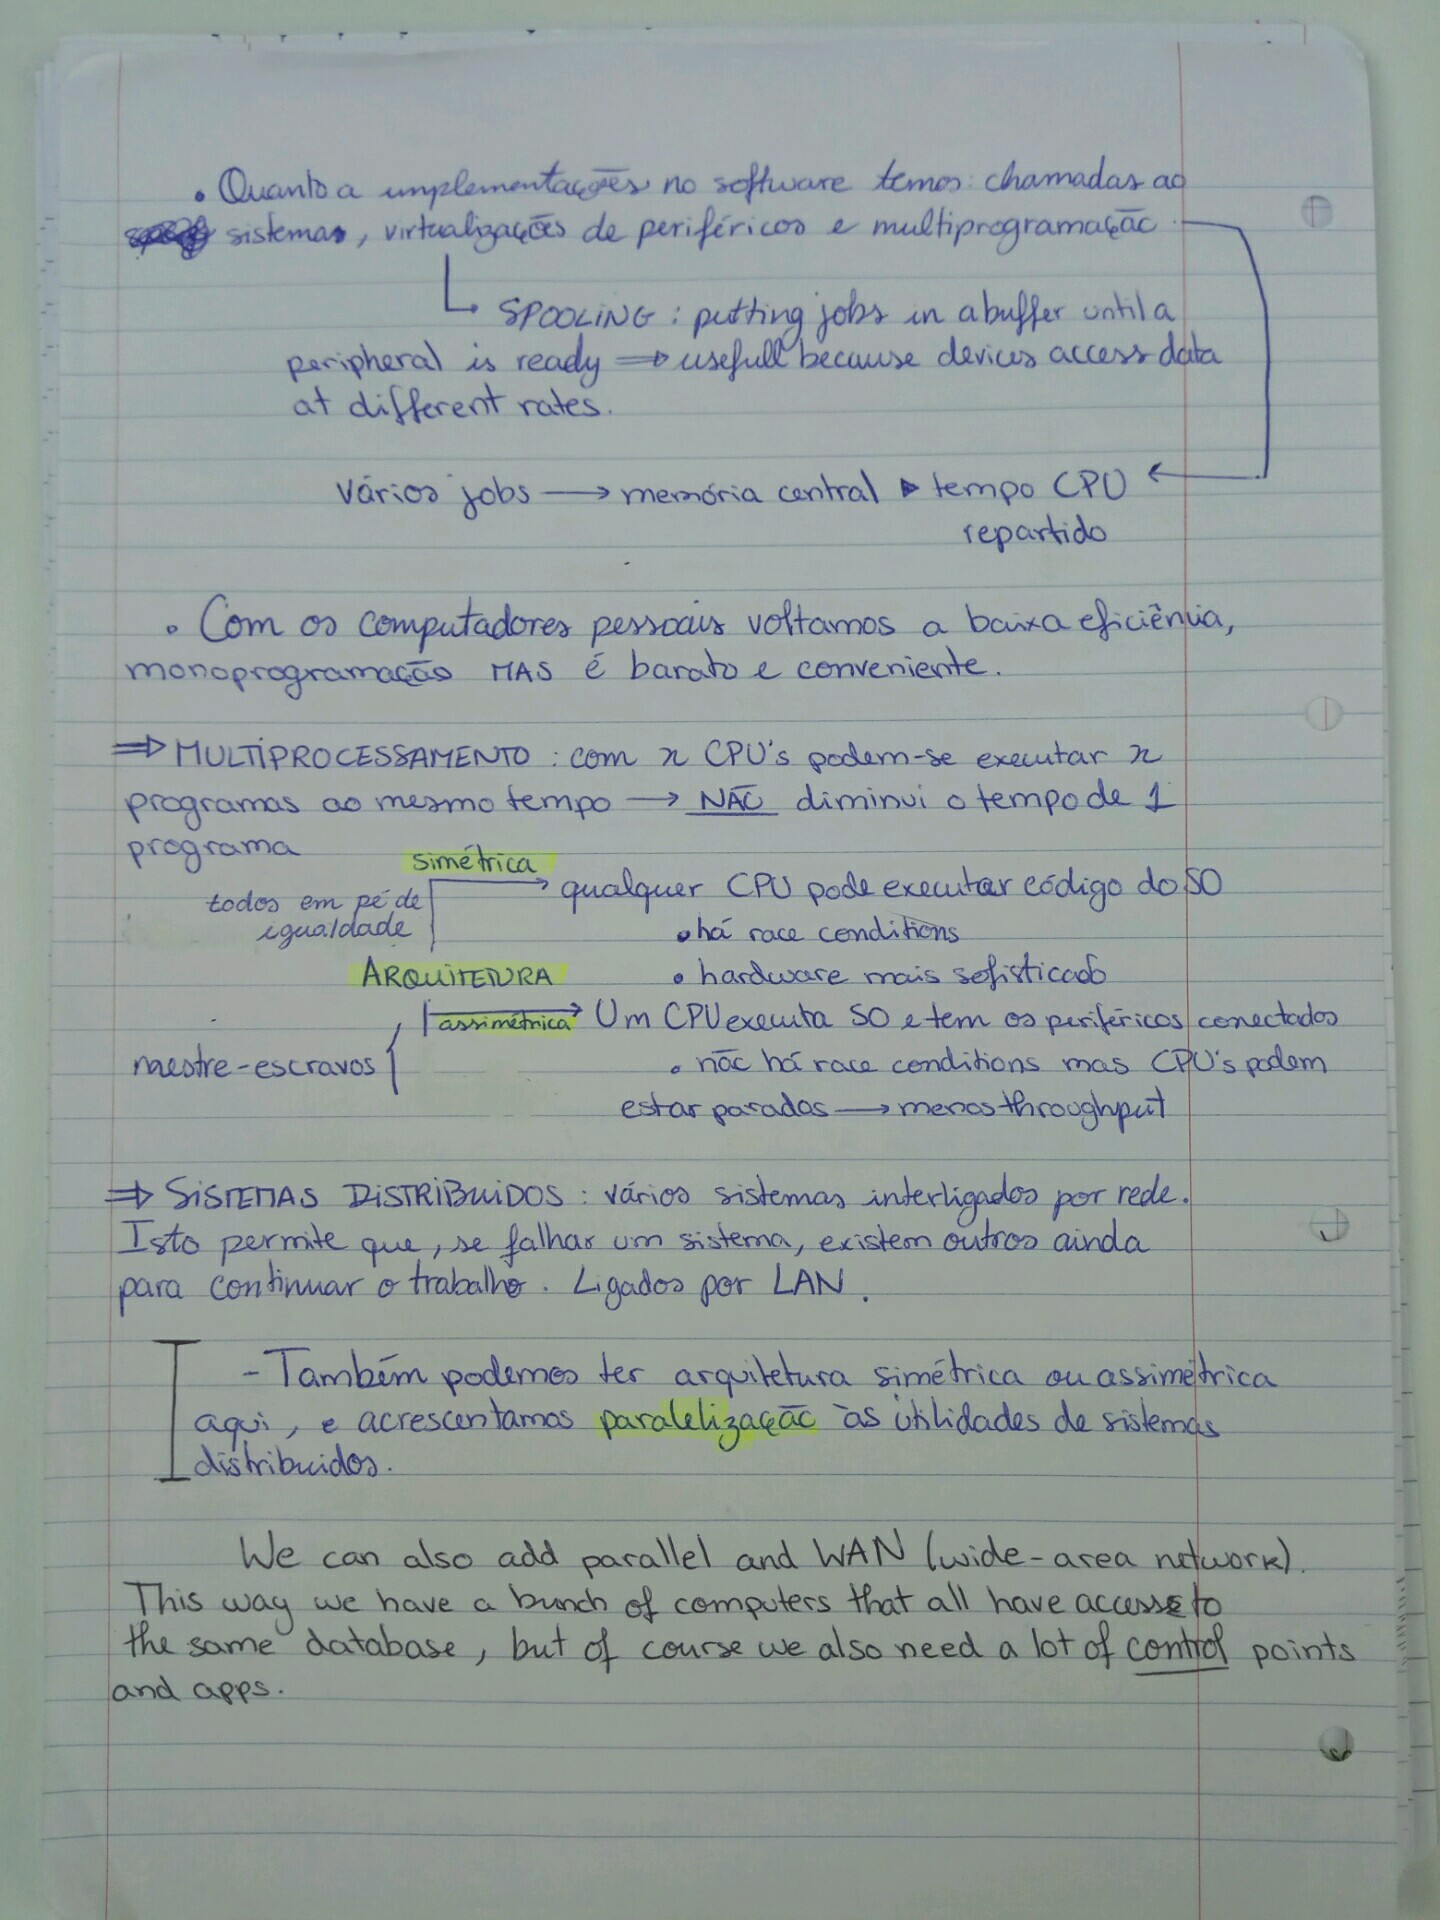 • Quanto a implementações no software temos: chamadas ao
sistemas, virtualizações de periféricos e multiprogramação.
SPOOLING : putting jobs in a buffer until a
peripheral is ready ⇒ usefull because devices access data
at different rates.
vários jobs → memória central ▸ tempo CPU ←
repartido
• Com os computadores pessoais voltamos a baixa eficiência,
monoprogramação MAS é barato e conveniente.
⇒ MULTIPROCESSAMENTO : com n CPU's podem-se executar n
programas ao mesmo tempo → NÃO diminui o tempo de 1
programa
simétrica
todos em pé de
igualdade
→ qualquer CPU pode executar código do SO
• há race conditions
ARQUITETURA
• hardware mais sofisticado
assimétrica → Um CPU executa SO e tem os periféricos conectados
mestre-escravos
• não há race conditions mas CPU's podem
estar parados → menos throughput
⇒ SISTEMAS DISTRIBUIDOS : vários sistemas interligados por rede.
Isto permite que, se falhar um sistema, existem outros ainda
para continuar o trabalho. Ligados por LAN.
- Também podemos ter arquitetura simétrica ou assimétrica
aqui, e acrescentamos paralelização às utilidades de sistemas
distribuidos.
We can also add parallel and WAN (wide-area network).
This way we have a bunch of computers that all have access to
the same database, but of course we also need a lot of control points
and apps.